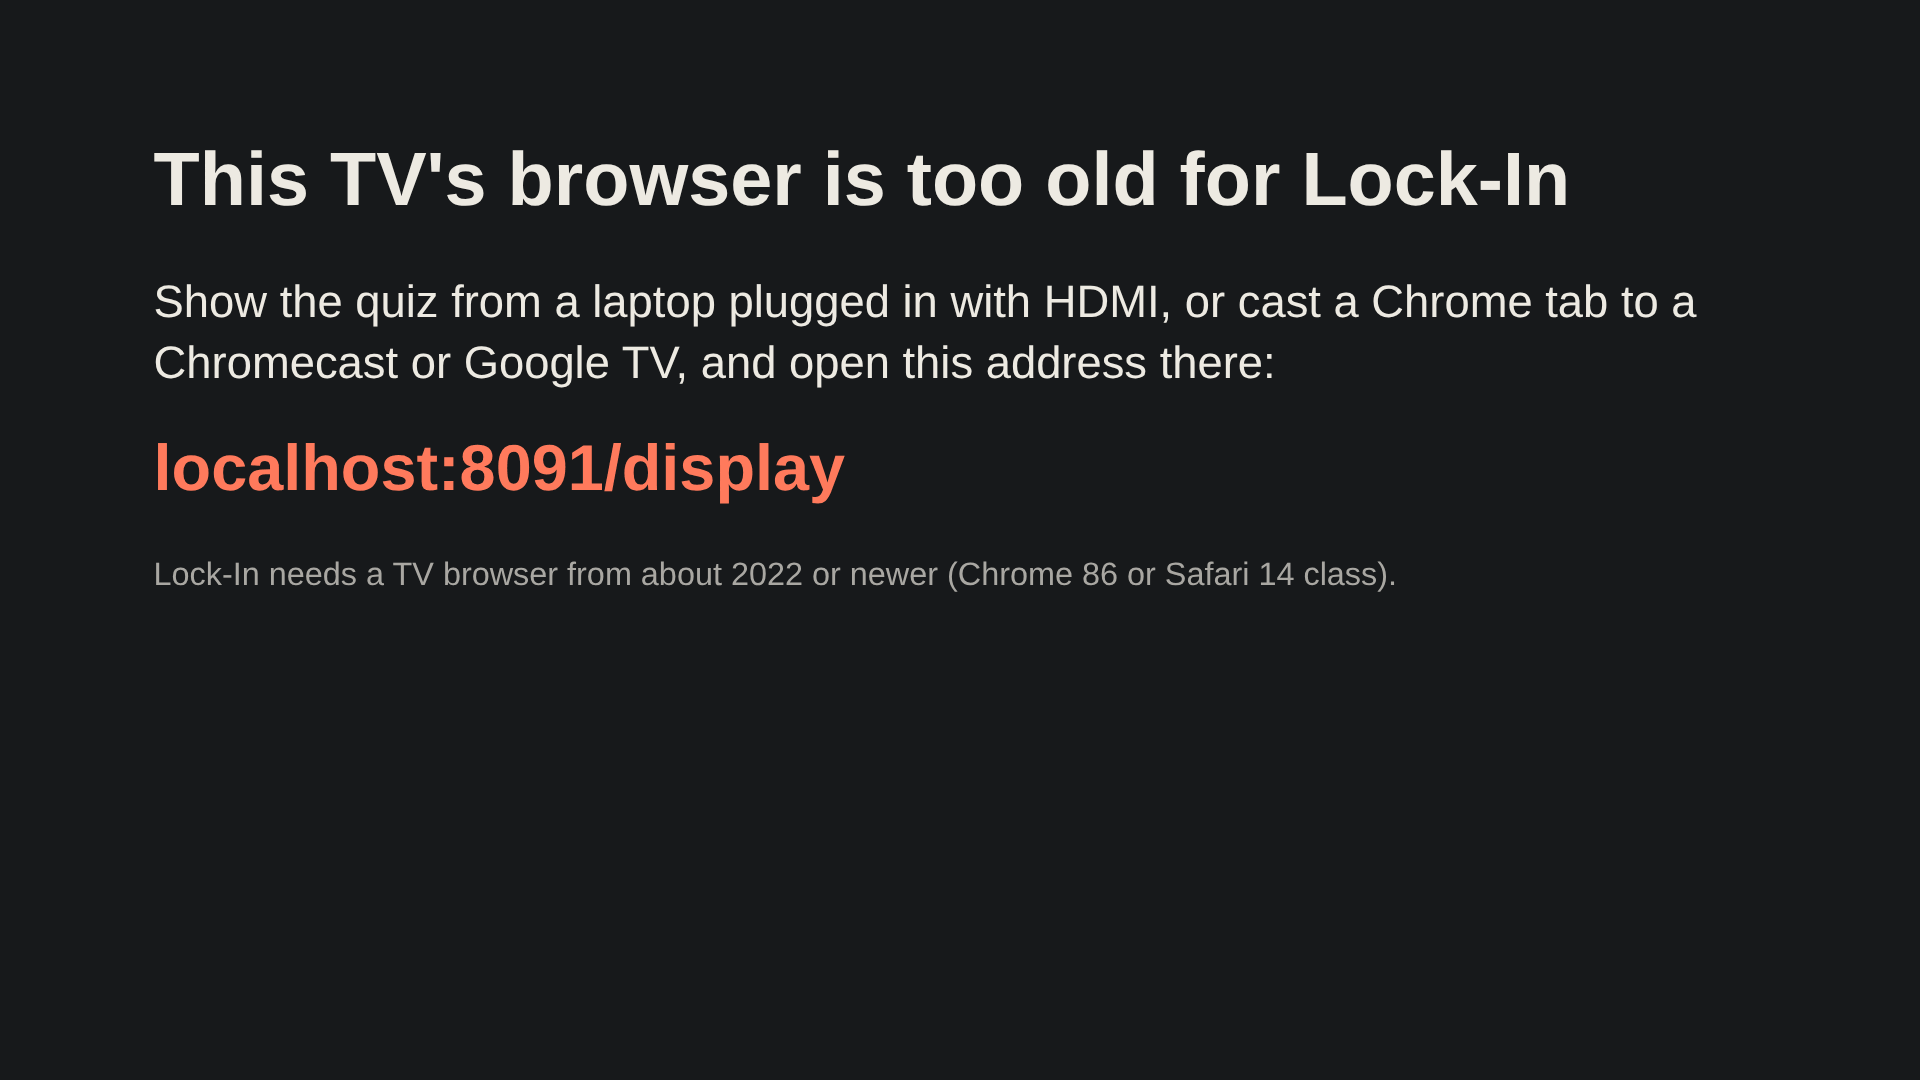 This TV's browser is too old for Lock-In
Show the quiz from a laptop plugged in with HDMI, or cast a Chrome tab to a
Chromecast or Google TV, and open this address there:
localhost:8091/display
Lock-In needs a TV browser from about 2022 or newer (Chrome 86 or Safari 14 class).